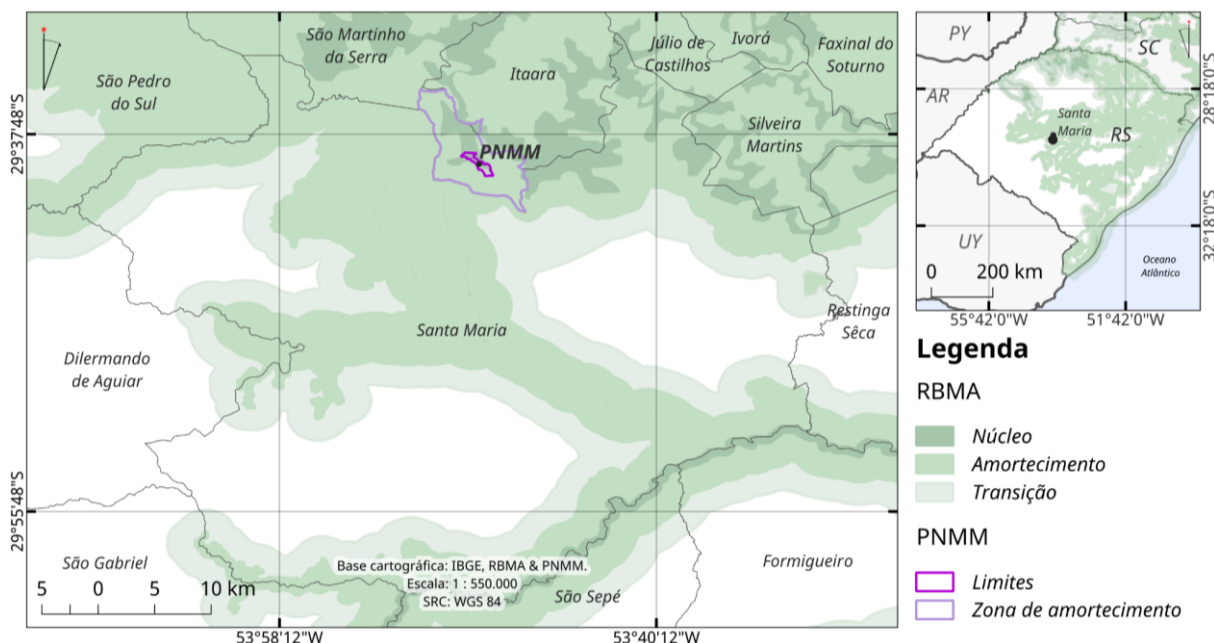 São Martinho
da Serra
Júlio de
Castilhos
Ivorá
Faxinal do
Soturno
São Pedro
do Sul
Itaara
Silveira
Martins
PNMM
29°37'48"S
Santa Maria
Restinga
Sêca
Dilermando
de Aguiar
29°55'48"S
São Gabriel
Formigueiro
São Sepé
Base cartográfica: IBGE, RBMA & PNMM.
Escala: 1 : 550.000
SRC: WGS 84
5 0 5 10 km
53°58'12"W
53°40'12"W
PY
SC
AR
Santa
Maria
RS
UY
Oceano
Atlântico
0 200 km
28°18'0"S
32°18'0"S
55°42'0"W
51°42'0"W
Legenda
RBMA
Núcleo
Amortecimento
Transição
PNMM
Limites
Zona de amortecimento